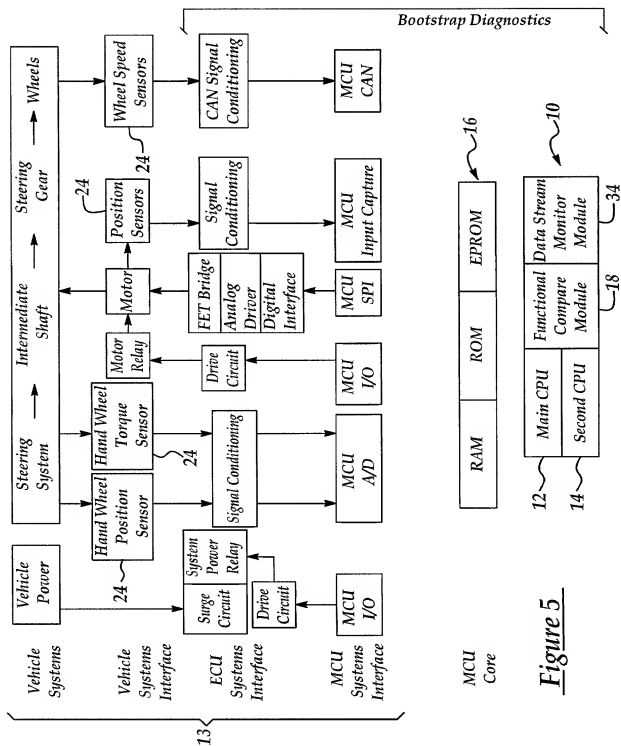 Bootstrap Diagnostics
Vehicle
Systems
Vehicle
Power
Steering
System
Intermediate
Shaft
Steering
Gear
Wheels
Vehicle
Systems
Interface
Hand Wheel
Position
Sensor
24
Hand Wheel
Torque
Sensor
24
Motor
Relay
Motor
Position
Sensors
24
Wheel Speed
Sensors
24
ECU
Systems
Interface
Surge Circuit
System
Power
Relay
Drive
Circuit
Signal Conditioning
Drive
Circuit
FET Bridge
Analog
Driver
Digital
Interface
Signal
Conditioning
CAN Signal
Conditioning
MCU
Systems
Interface
MCU
I/O
MCU
A/D
MCU
I/O
MCU
SPI
MCU
Input Capture
MCU
CAN
13
MCU
Core
RAM
ROM
EPROM
16
12
Main CPU
14
Second CPU
Functional
Compare
Module
18
Data Stream
Monitor
Module
34
10
Figure 5